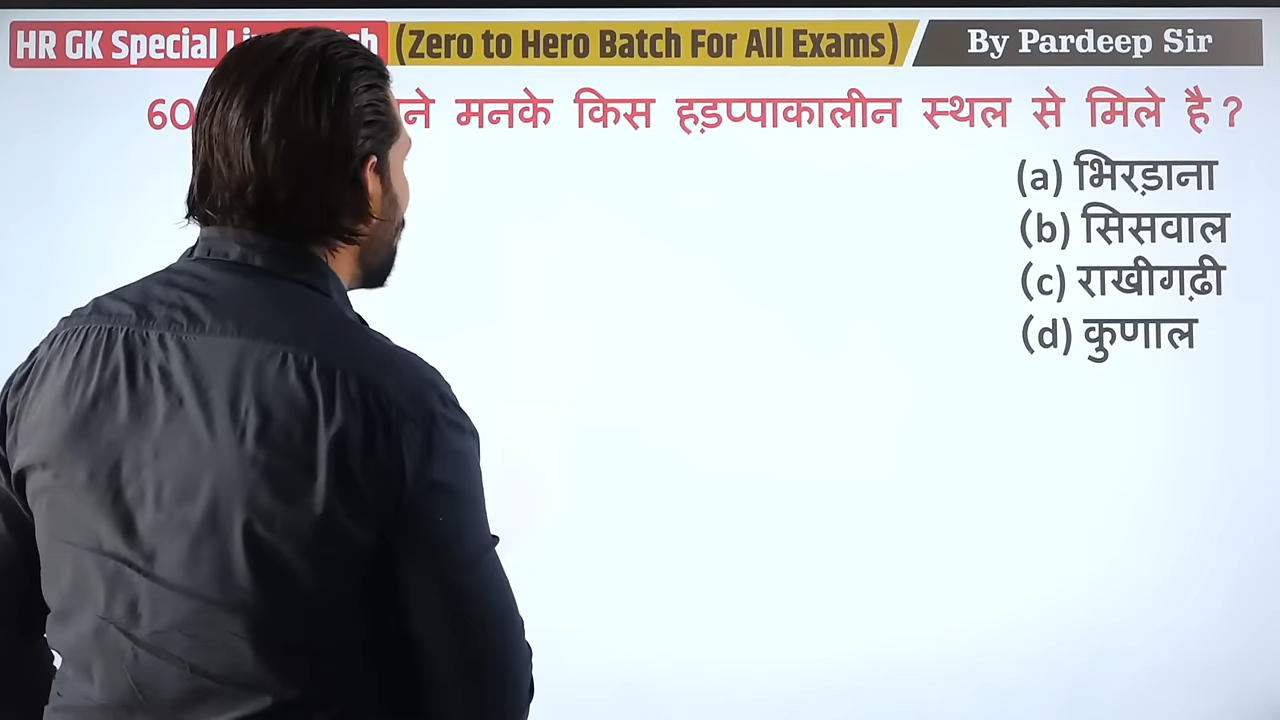 HR GK Special (Zero to Hero Batch For All Exams) By Pardeep Sir
60 मनके किस हड़प्पाकालीन स्थल से मिले है ?
(a) भिरड़ाना
(b) सिसवाल
(c) राखीगढ़ी
(d) कुणाल